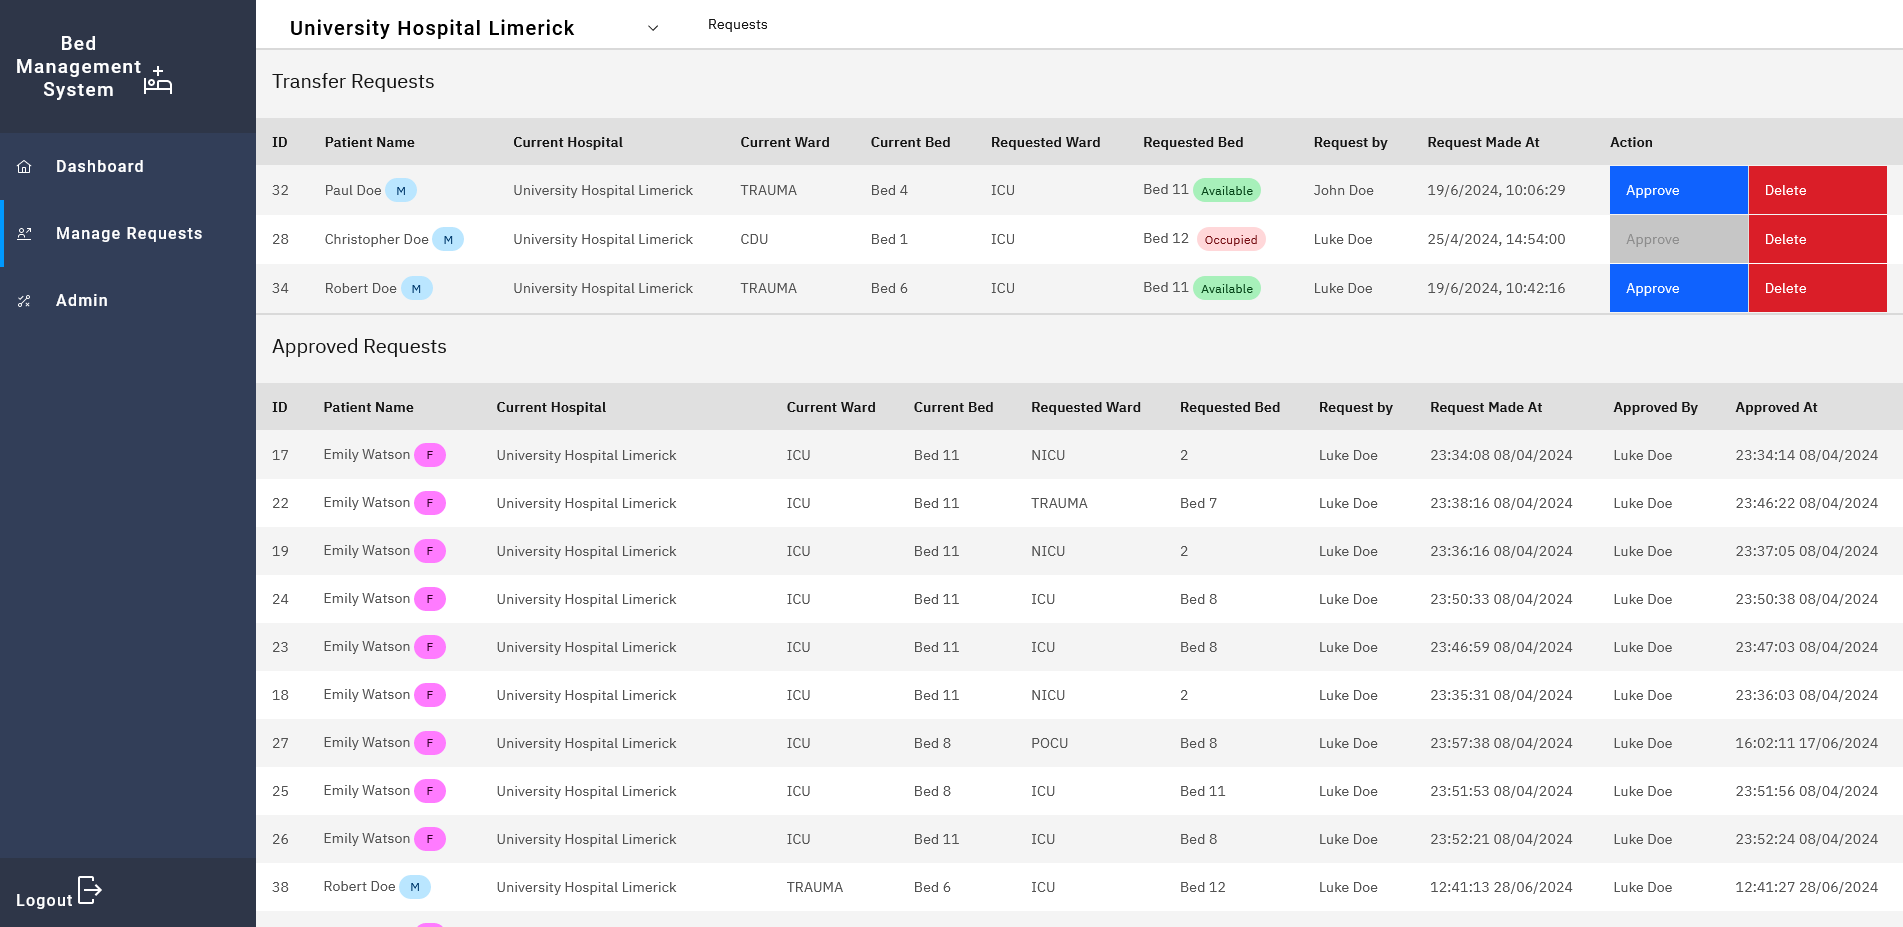 Bed
Management
System
Dashboard
Manage Requests
Admin
Logout
University Hospital Limerick Requests
Transfer Requests
ID Patient Name Current Hospital Current Ward Current Bed Requested Ward Requested Bed Request by Request Made At Action
32 Paul Doe M University Hospital Limerick TRAUMA Bed 4 ICU Bed 11 Available John Doe 19/6/2024, 10:06:29 Approve Delete
28 Christopher Doe M University Hospital Limerick CDU Bed 1 ICU Bed 12 Occupied Luke Doe 25/4/2024, 14:54:00 Approve Delete
34 Robert Doe M University Hospital Limerick TRAUMA Bed 6 ICU Bed 11 Available Luke Doe 19/6/2024, 10:42:16 Approve Delete
Approved Requests
ID Patient Name Current Hospital Current Ward Current Bed Requested Ward Requested Bed Request by Request Made At Approved By Approved At
17 Emily Watson F University Hospital Limerick ICU Bed 11 NICU 2 Luke Doe 23:34:08 08/04/2024 Luke Doe 23:34:14 08/04/2024
22 Emily Watson F University Hospital Limerick ICU Bed 11 TRAUMA Bed 7 Luke Doe 23:38:16 08/04/2024 Luke Doe 23:46:22 08/04/2024
19 Emily Watson F University Hospital Limerick ICU Bed 11 NICU 2 Luke Doe 23:36:16 08/04/2024 Luke Doe 23:37:05 08/04/2024
24 Emily Watson F University Hospital Limerick ICU Bed 11 ICU Bed 8 Luke Doe 23:50:33 08/04/2024 Luke Doe 23:50:38 08/04/2024
23 Emily Watson F University Hospital Limerick ICU Bed 11 ICU Bed 8 Luke Doe 23:46:59 08/04/2024 Luke Doe 23:47:03 08/04/2024
18 Emily Watson F University Hospital Limerick ICU Bed 11 NICU 2 Luke Doe 23:35:31 08/04/2024 Luke Doe 23:36:03 08/04/2024
27 Emily Watson F University Hospital Limerick ICU Bed 8 POCU Bed 8 Luke Doe 23:57:38 08/04/2024 Luke Doe 16:02:11 17/06/2024
25 Emily Watson F University Hospital Limerick ICU Bed 8 ICU Bed 11 Luke Doe 23:51:53 08/04/2024 Luke Doe 23:51:56 08/04/2024
26 Emily Watson F University Hospital Limerick ICU Bed 11 ICU Bed 8 Luke Doe 23:52:21 08/04/2024 Luke Doe 23:52:24 08/04/2024
38 Robert Doe M University Hospital Limerick TRAUMA Bed 6 ICU Bed 12 Luke Doe 12:41:13 28/06/2024 Luke Doe 12:41:27 28/06/2024